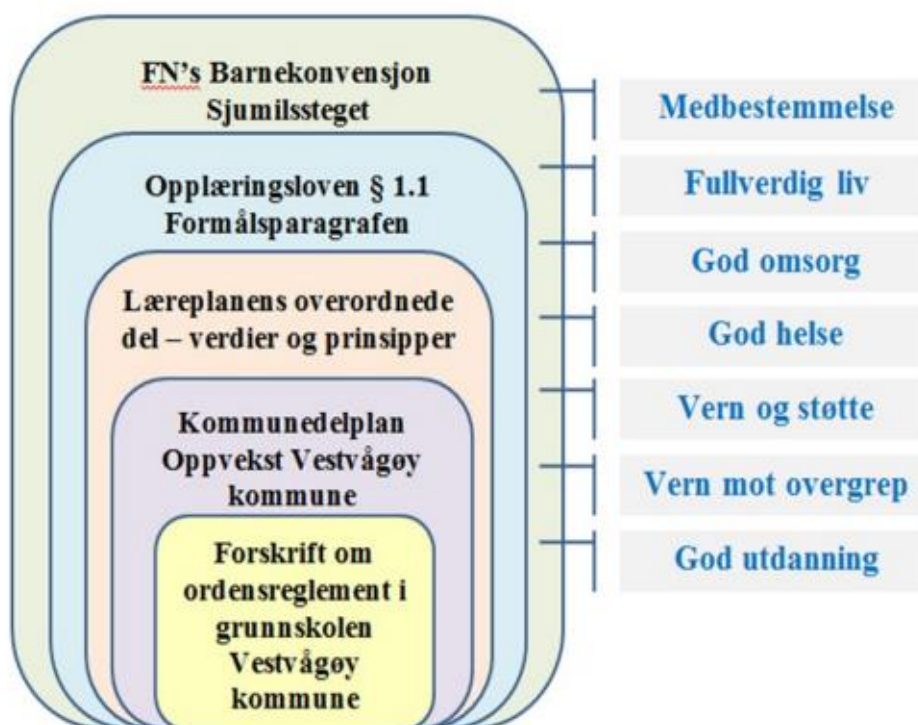 FN's Barnekonvensjon
Sjumilssteget
Opplæringsloven § 1.1
Formålsparagrafen
Læreplanens overordnede
del – verdier og prinsipper
Kommunedelplan
Oppvekst Vestvågøy
kommune
Forskrift om
ordensreglement i
grunnskolen
Vestvågøy
kommune
Medbestemmelse
Fullverdig liv
God omsorg
God helse
Vern og støtte
Vern mot overgrep
God utdanning